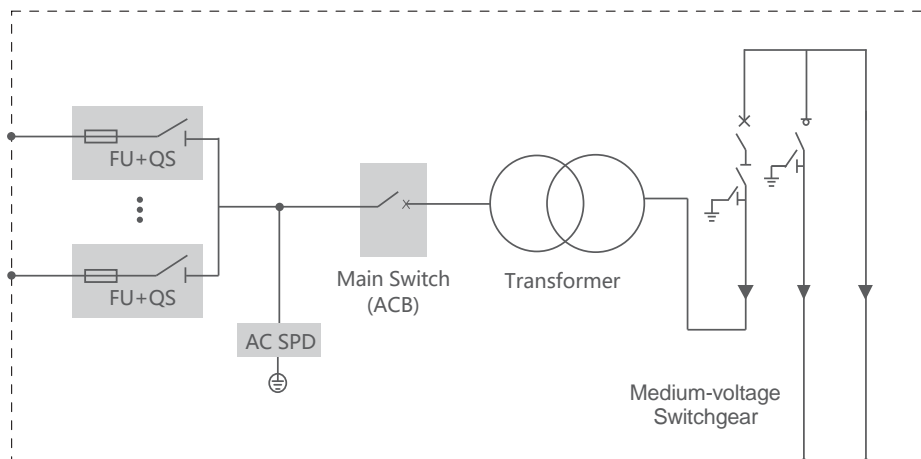 FU+QS
FU+QS
Main Switch
(ACB)
Transformer
AC SPD
Medium-voltage
Switchgear